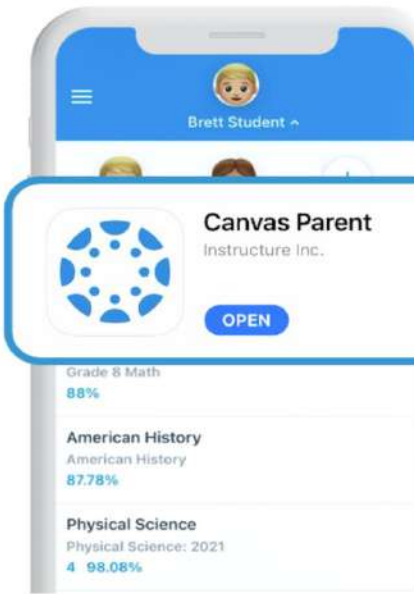 Brett Student
Canvas Parent
Instructure Inc.
OPEN
Grade 8 Math
88%
American History
American History
87.78%
Physical Science
Physical Science: 2021
4 98.08%